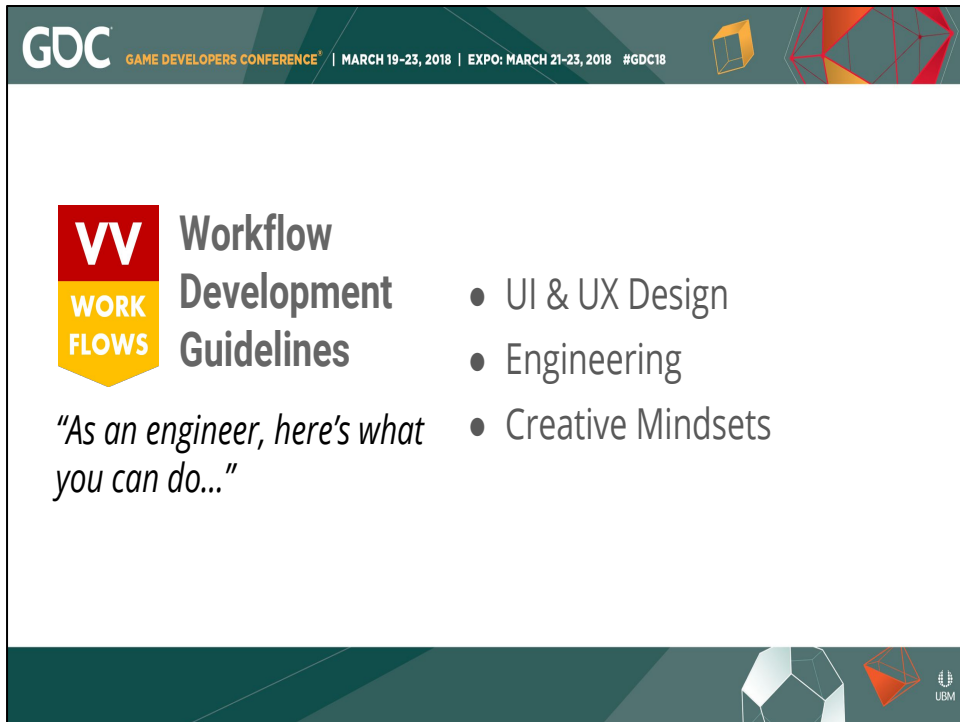 GDC GAME DEVELOPERS CONFERENCE® | MARCH 19–23, 2018 | EXPO: MARCH 21–23, 2018 #GDC18
VV
WORK
FLOWS
Workflow
Development
Guidelines
“As an engineer, here’s what
you can do...”
● UI & UX Design
● Engineering
● Creative Mindsets
UBM